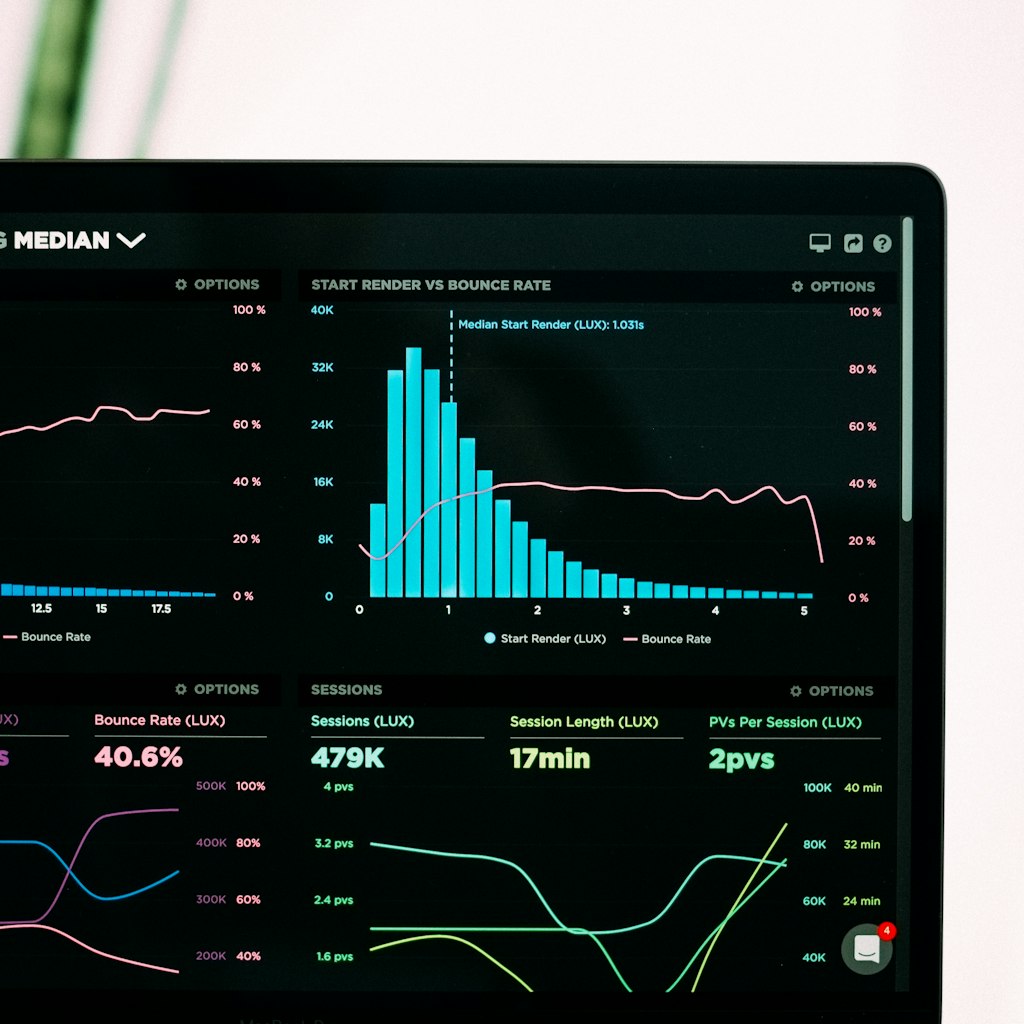 MEDIAN
OPTIONS
100 %
80 %
60 %
40 %
20 %
0 %
12.5 15 17.5
Bounce Rate
START RENDER VS BOUNCE RATE
OPTIONS
Median Start Render (LUX): 1.031s
40K 100 %
32K 80 %
24K 60 %
16K 40 %
8K 20 %
0 0 %
0 1 2 3 4 5
Start Render (LUX) Bounce Rate
OPTIONS
Bounce Rate (LUX)
40.6%
500K 100%
400K 80%
300K 60%
200K 40%
SESSIONS
OPTIONS
Sessions (LUX) Session Length (LUX) PVs Per Session (LUX)
479K 17min 2pvs
4 pvs 100K 40 min
3.2 pvs 80K 32 min
2.4 pvs 60K 24 min
1.6 pvs 40K
4